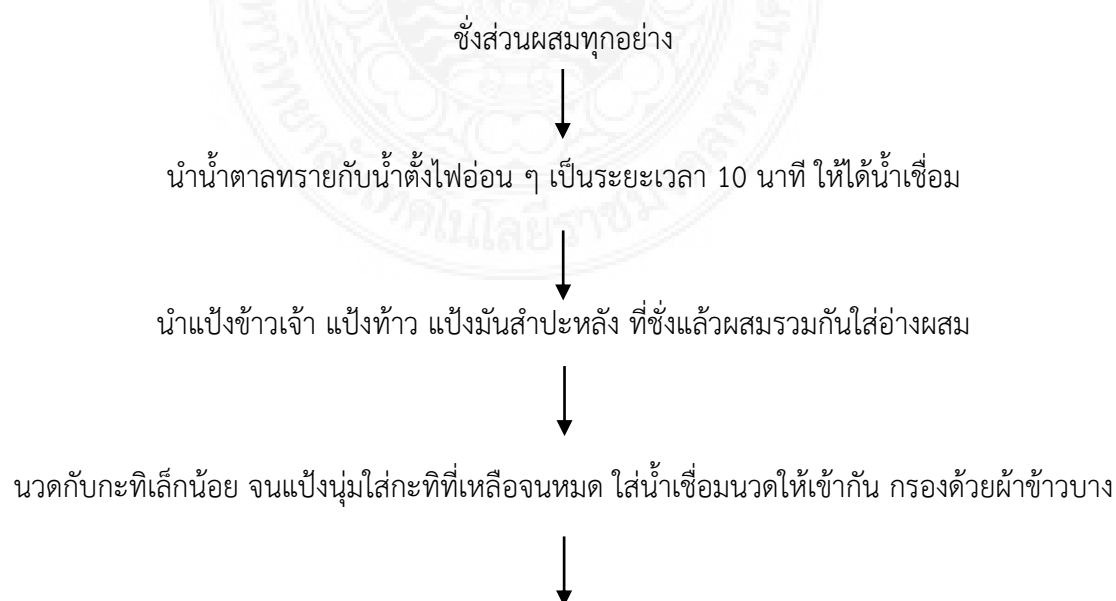 ชั่งส่วนผสมทุกอย่าง
นำน้ำตาลทรายกับน้ำตั้งไฟอ่อน ๆ เป็นระยะเวลา 10 นาที ให้ได้น้ำเชื่อม
นำแป้งข้าวเจ้า แป้งท้าว แป้งมันสำปะหลัง ที่ชั่งแล้วผสมรวมกันใส่อ่างผสม
นวดกับกะทิเล็กน้อย จนแป้งนุ่มใส่กะทิที่เหลือจนหมด ใส่น้ำเชื่อมนวดให้เข้ากัน กรองด้วยผ้าข้าวบาง